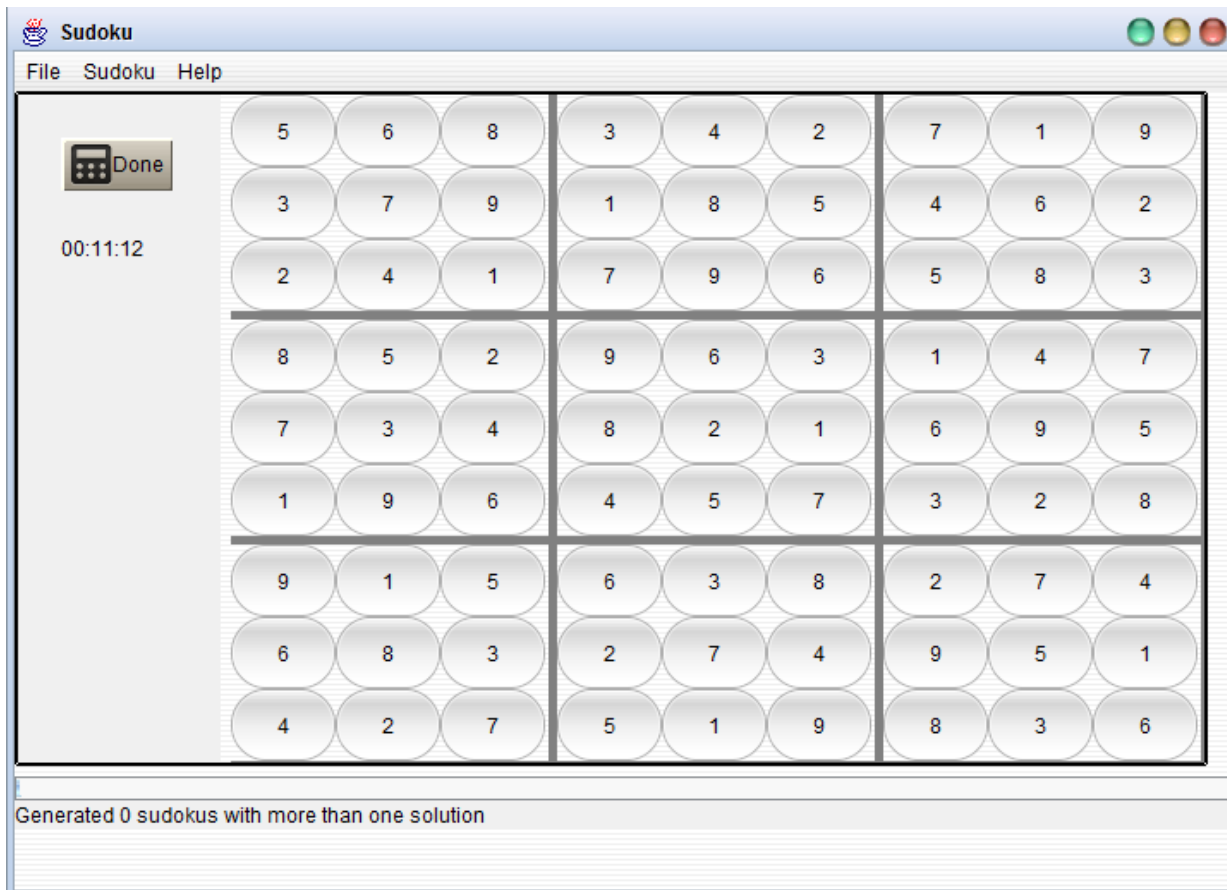 Sudoku
File Sudoku Help
Done
00:11:12
5 6 8 3 4 2 7 1 9
3 7 9 1 8 5 4 6 2
2 4 1 7 9 6 5 8 3
8 5 2 9 6 3 1 4 7
7 3 4 8 2 1 6 9 5
1 9 6 4 5 7 3 2 8
9 1 5 6 3 8 2 7 4
6 8 3 2 7 4 9 5 1
4 2 7 5 1 9 8 3 6
Generated 0 sudokus with more than one solution